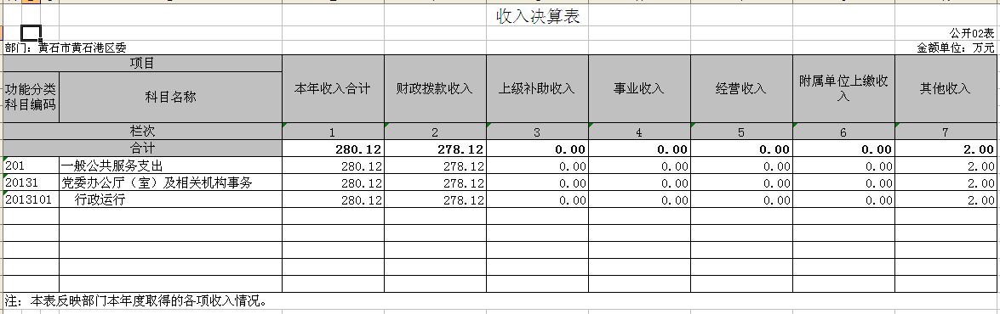 收入决算表
公开02表
部门：黄石市黄石港区委
金额单位：万元
项目
功能分类科目编码
科目名称
本年收入合计
财政拨款收入
上级补助收入
事业收入
经营收入
附属单位上缴收入
其他收入
栏次 1 2 3 4 5 6 7
合计 280.12 278.12 0.00 0.00 0.00 0.00 2.00
201 一般公共服务支出 280.12 278.12 0.00 0.00 0.00 0.00 2.00
20131 党委办公厅（室）及相关机构事务 280.12 278.12 0.00 0.00 0.00 0.00 2.00
2013101 行政运行 280.12 278.12 0.00 0.00 0.00 0.00 2.00
注：本表反映部门本年度取得的各项收入情况。